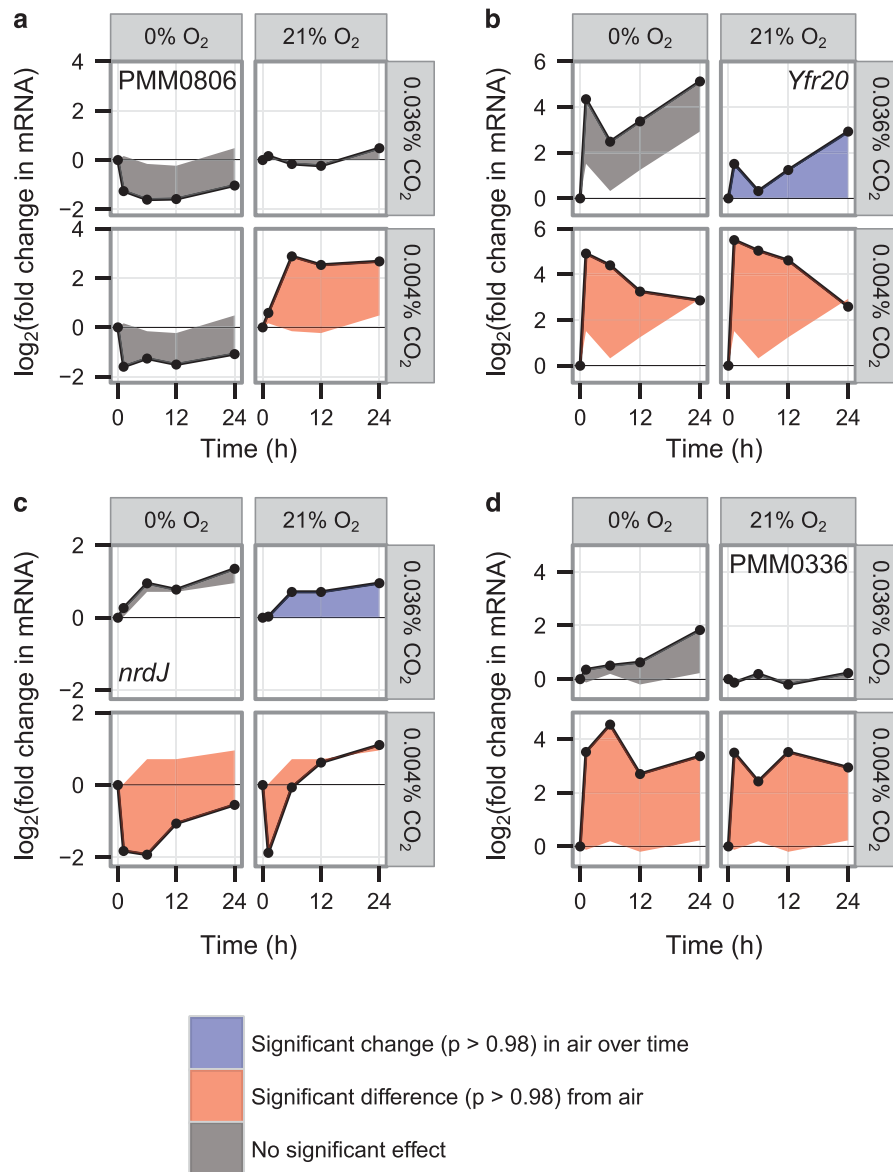 a
0% O₂
21% O₂
log₂(fold change in mRNA)
4
2
0
−2
4
2
0
−2
PMM0806
0.036% CO₂
0.004% CO₂
0
12
24
0
12
24
Time (h)
b
0% O₂
21% O₂
log₂(fold change in mRNA)
6
4
2
0
6
4
2
0
Yfr20
0.036% CO₂
0.004% CO₂
0
12
24
0
12
24
Time (h)
c
0% O₂
21% O₂
log₂(fold change in mRNA)
2
0
−2
2
0
−2
nrdJ
0.036% CO₂
0.004% CO₂
0
12
24
0
12
24
Time (h)
d
0% O₂
21% O₂
log₂(fold change in mRNA)
4
2
0
4
2
0
PMM0336
0.036% CO₂
0.004% CO₂
0
12
24
0
12
24
Time (h)
Significant change (p > 0.98) in air over time
Significant difference (p > 0.98) from air
No significant effect